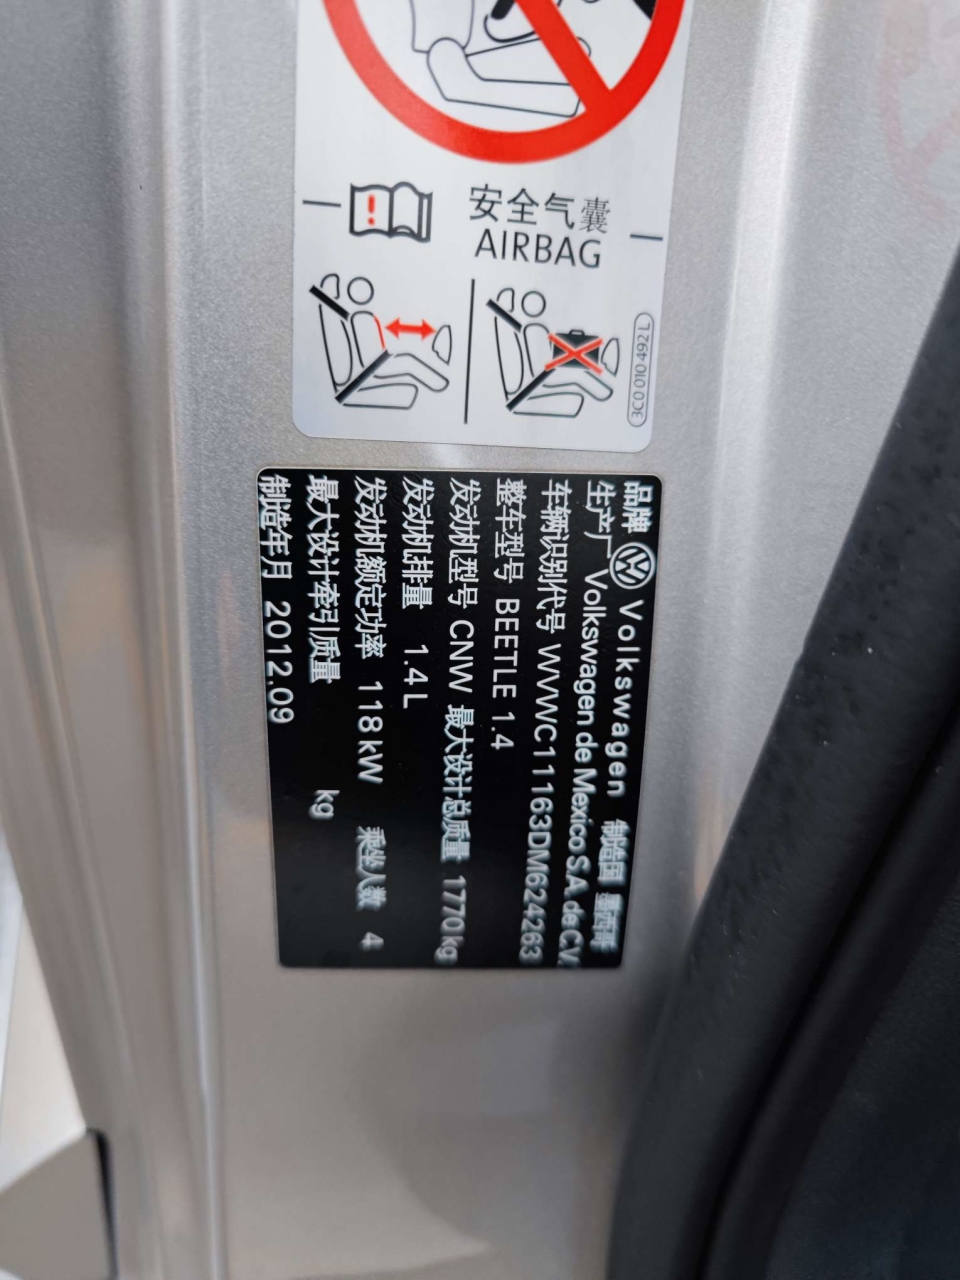 安全气囊
AIRBAG
3C0 010 492 L
品牌 Volkswagen 制造国 墨西哥
生产厂 Volkswagen de Mexico S.A. de C.V.
车辆识别代号 WVWC11163DM624263
整车型号 BEETLE 1.4
发动机型号 CNW 最大设计总质量 1770kg
发动机排量 1.4L
发动机额定功率 118kW 乘坐人数 4
最大设计牵引质量 kg
制造年月 2012.09